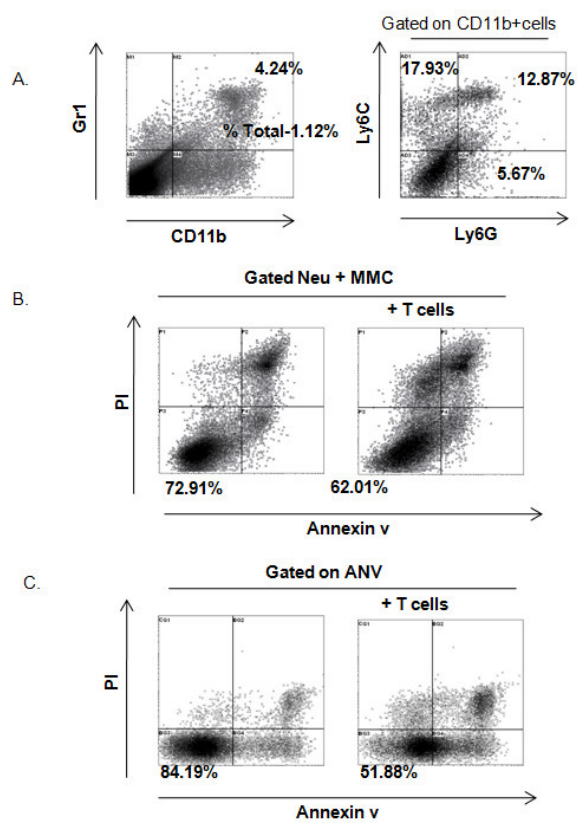 Gated on CD11b+cells
A.
4.24%
% Total-1.12%
Gr1
CD11b
17.93%
12.87%
5.67%
Ly6C
Ly6G
B.
Gated Neu + MMC
+ T cells
PI
72.91%
62.01%
Annexin v
C.
Gated on ANV
+ T cells
PI
84.19%
51.88%
Annexin v